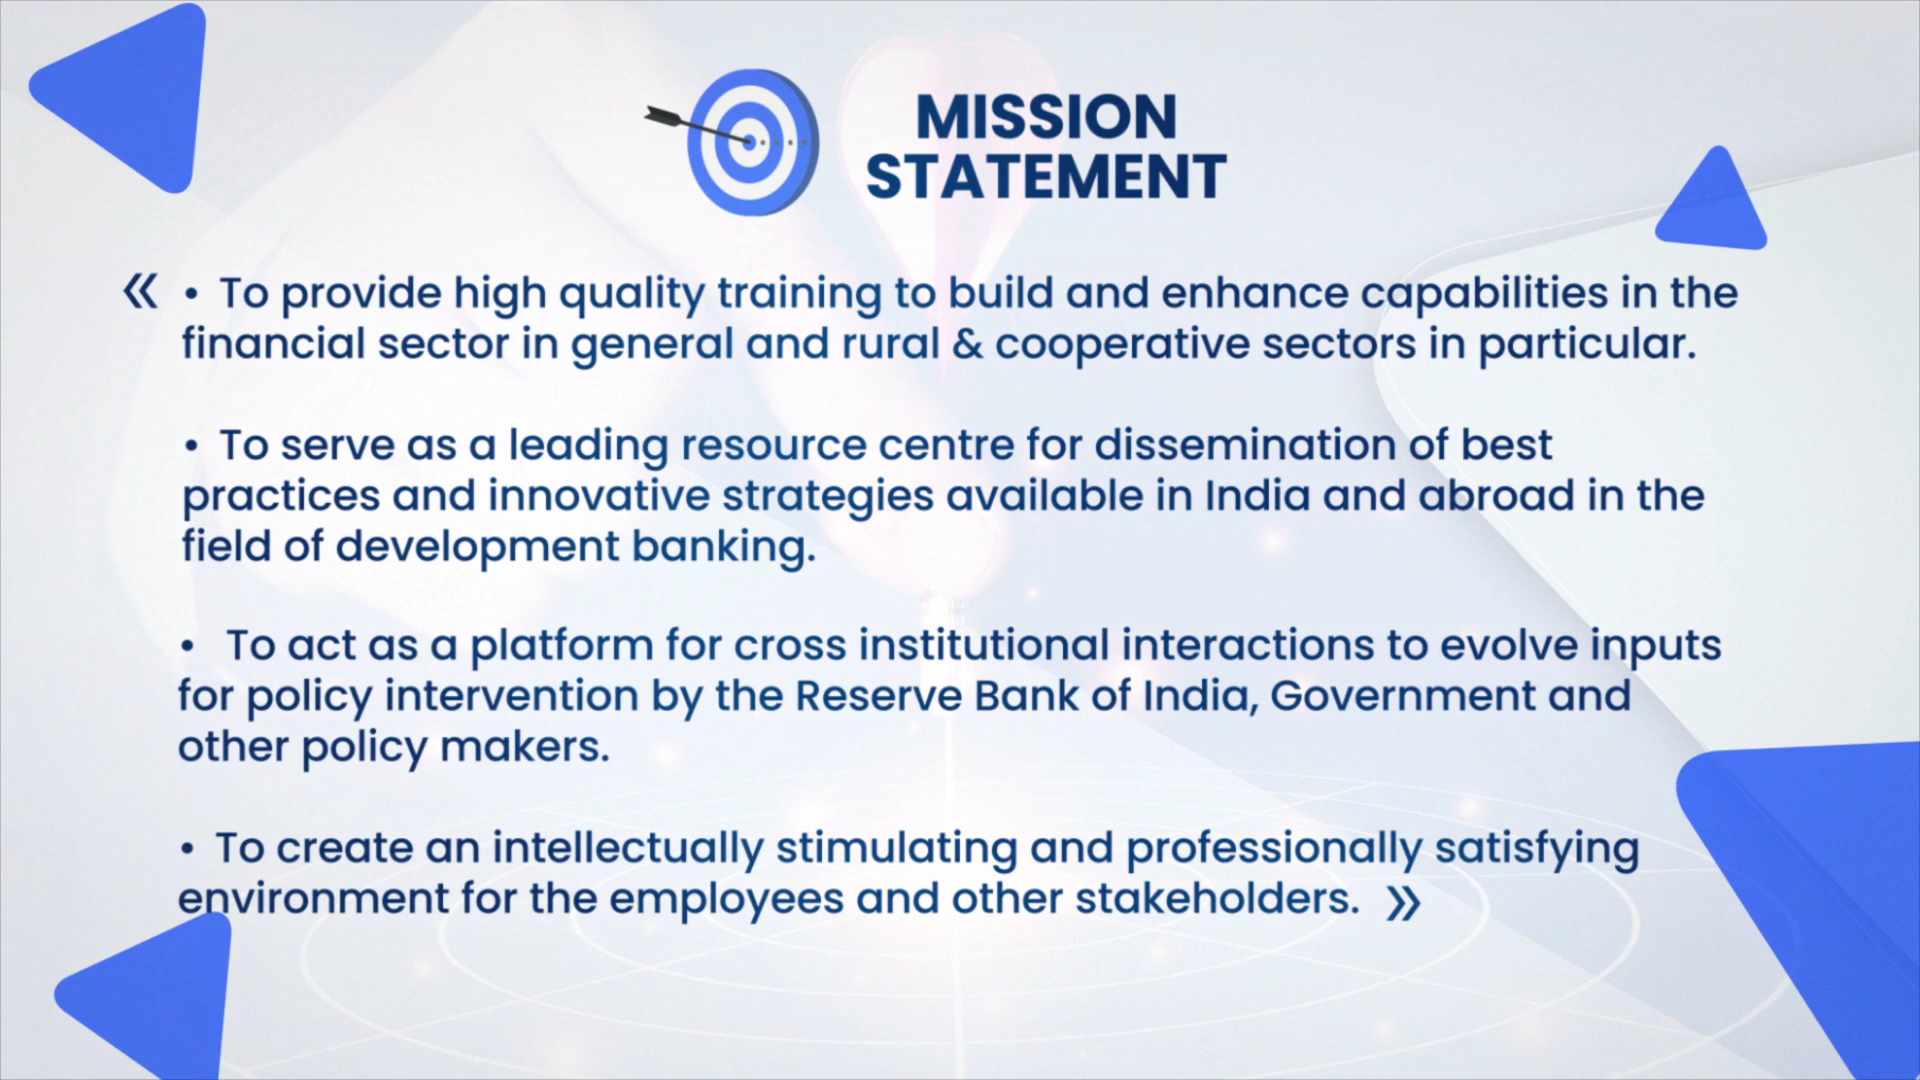 MISSION
STATEMENT
« • To provide high quality training to build and enhance capabilities in the
financial sector in general and rural & cooperative sectors in particular.
• To serve as a leading resource centre for dissemination of best
practices and innovative strategies available in India and abroad in the
field of development banking.
• To act as a platform for cross institutional interactions to evolve inputs
for policy intervention by the Reserve Bank of India, Government and
other policy makers.
• To create an intellectually stimulating and professionally satisfying
environment for the employees and other stakeholders. »